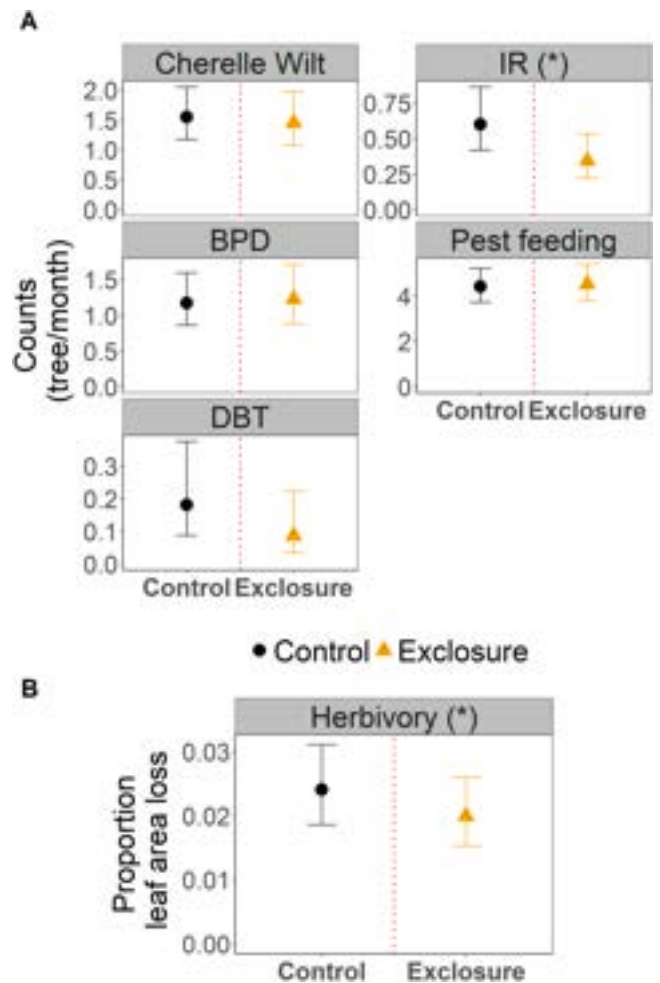 A
Cherelle Wilt
2.0
1.5
1.0
0.5
0.0
IR (*)
0.75
0.50
0.25
0.00
Counts
(tree/month)
BPD
1.5
1.0
0.5
0.0
Pest feeding
4
2
0
Control Exclosure
DBT
0.3
0.2
0.1
0.0
Control Exclosure
Control Exclosure
B
Herbivory (*)
Proportion
leaf area loss
0.03
0.02
0.01
0.00
Control Exclosure